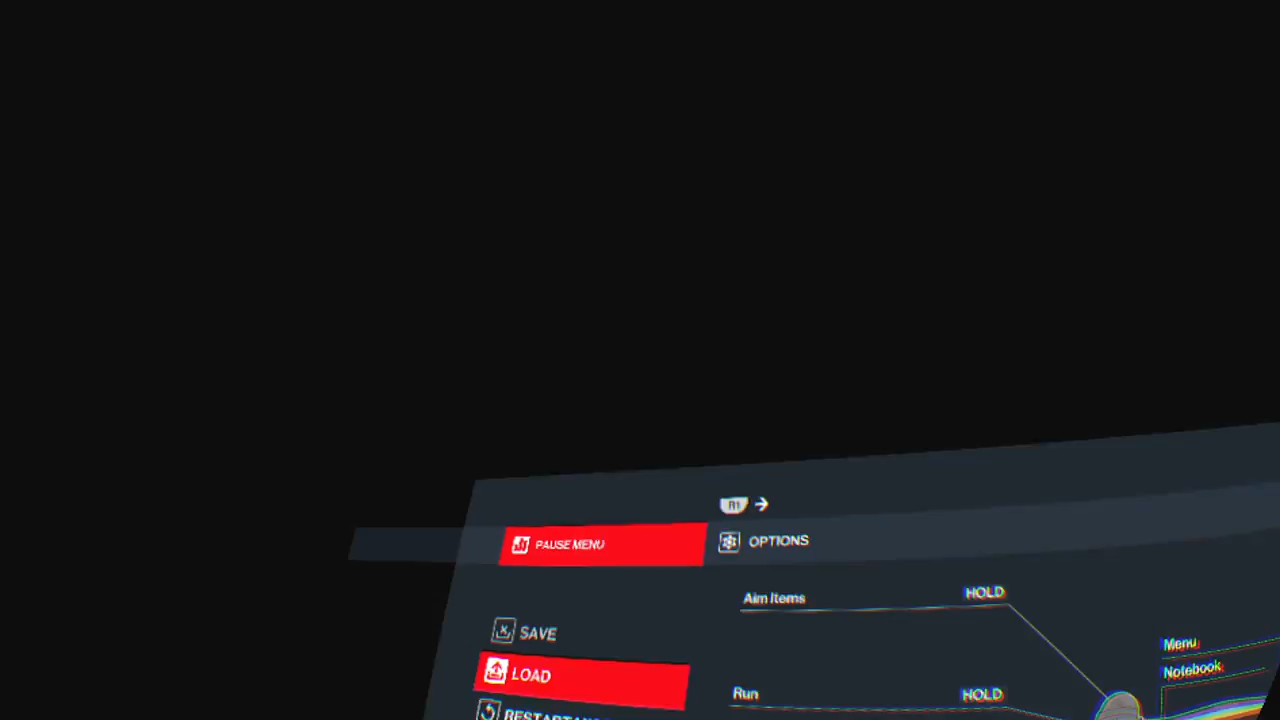 R1
PAUSE MENU
OPTIONS
Aim Items HOLD
SAVE
Menu
LOAD
Notebook
Run HOLD